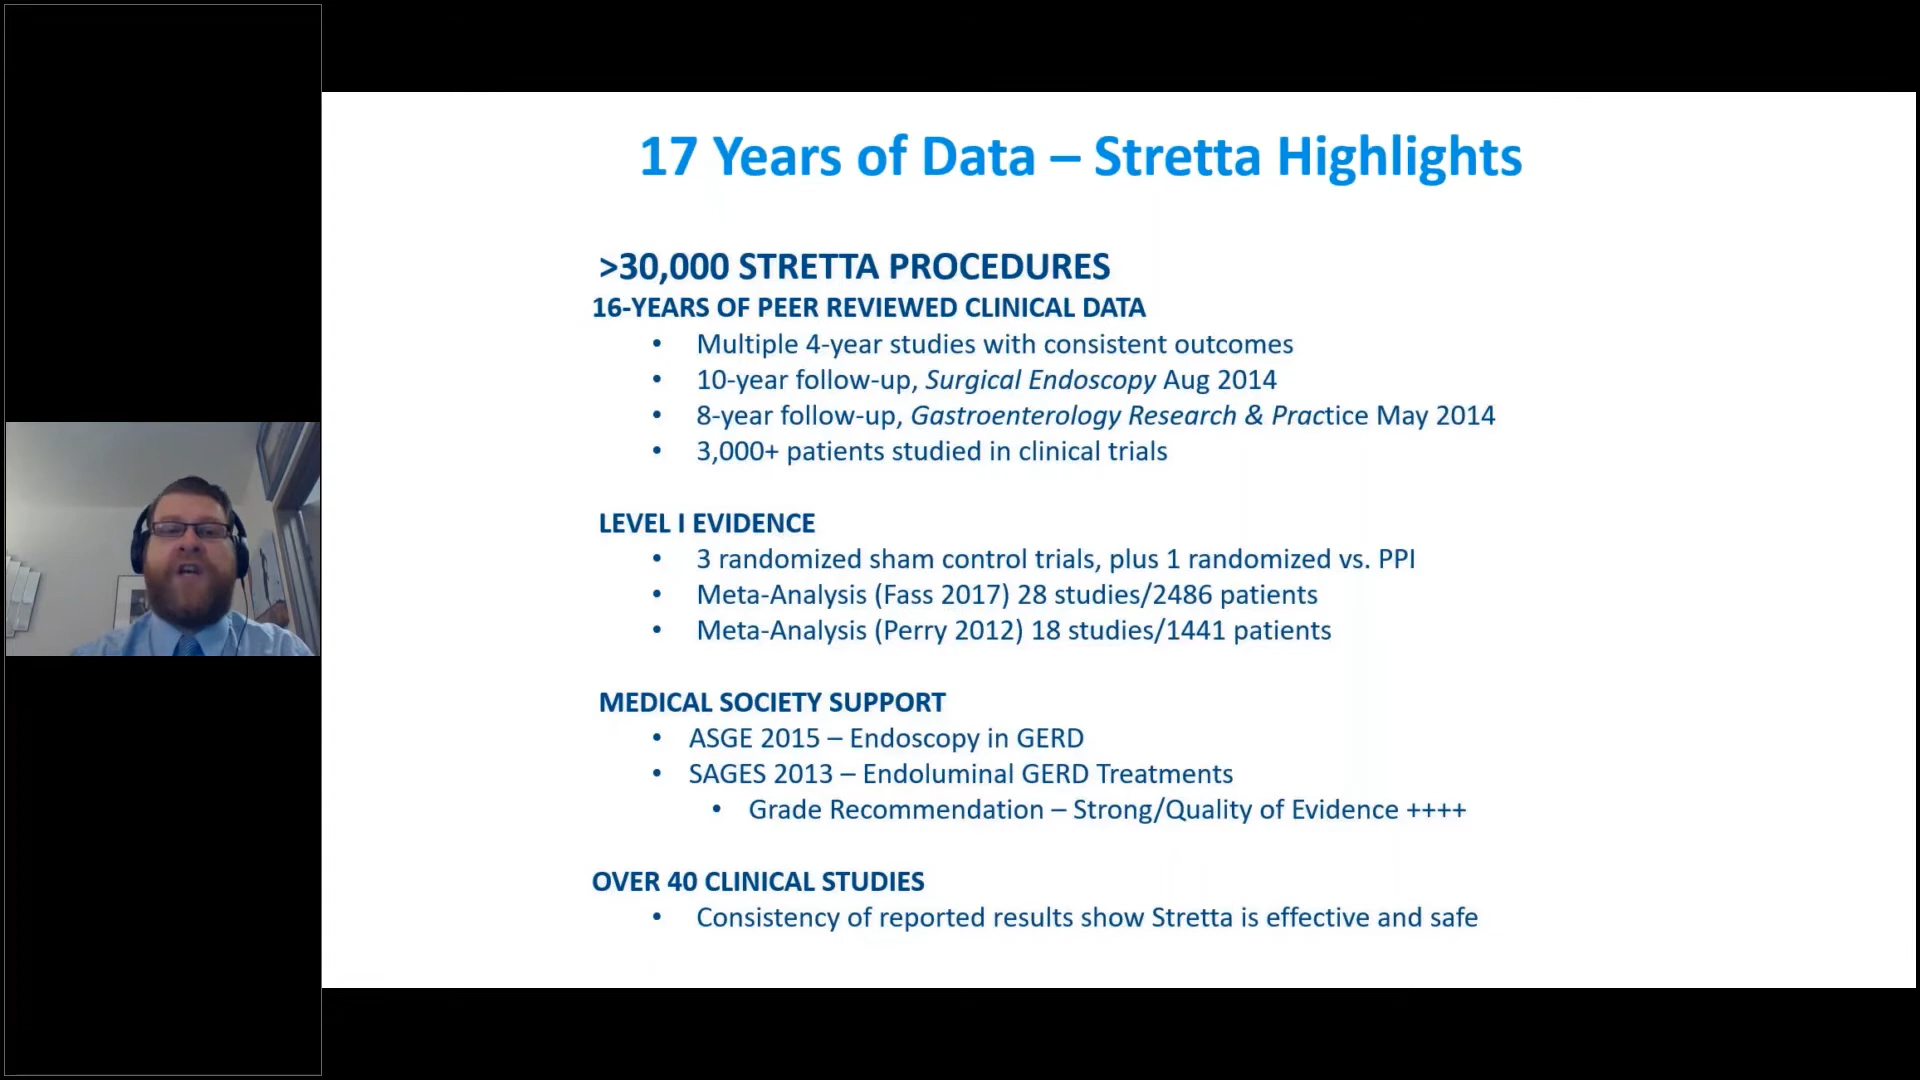 17 Years of Data – Stretta Highlights
>30,000 STRETTA PROCEDURES
16-YEARS OF PEER REVIEWED CLINICAL DATA
• Multiple 4-year studies with consistent outcomes
• 10-year follow-up, Surgical Endoscopy Aug 2014
• 8-year follow-up, Gastroenterology Research & Practice May 2014
• 3,000+ patients studied in clinical trials
LEVEL I EVIDENCE
• 3 randomized sham control trials, plus 1 randomized vs. PPI
• Meta-Analysis (Fass 2017) 28 studies/2486 patients
• Meta-Analysis (Perry 2012) 18 studies/1441 patients
MEDICAL SOCIETY SUPPORT
• ASGE 2015 – Endoscopy in GERD
• SAGES 2013 – Endoluminal GERD Treatments
• Grade Recommendation – Strong/Quality of Evidence ++++
OVER 40 CLINICAL STUDIES
• Consistency of reported results show Stretta is effective and safe